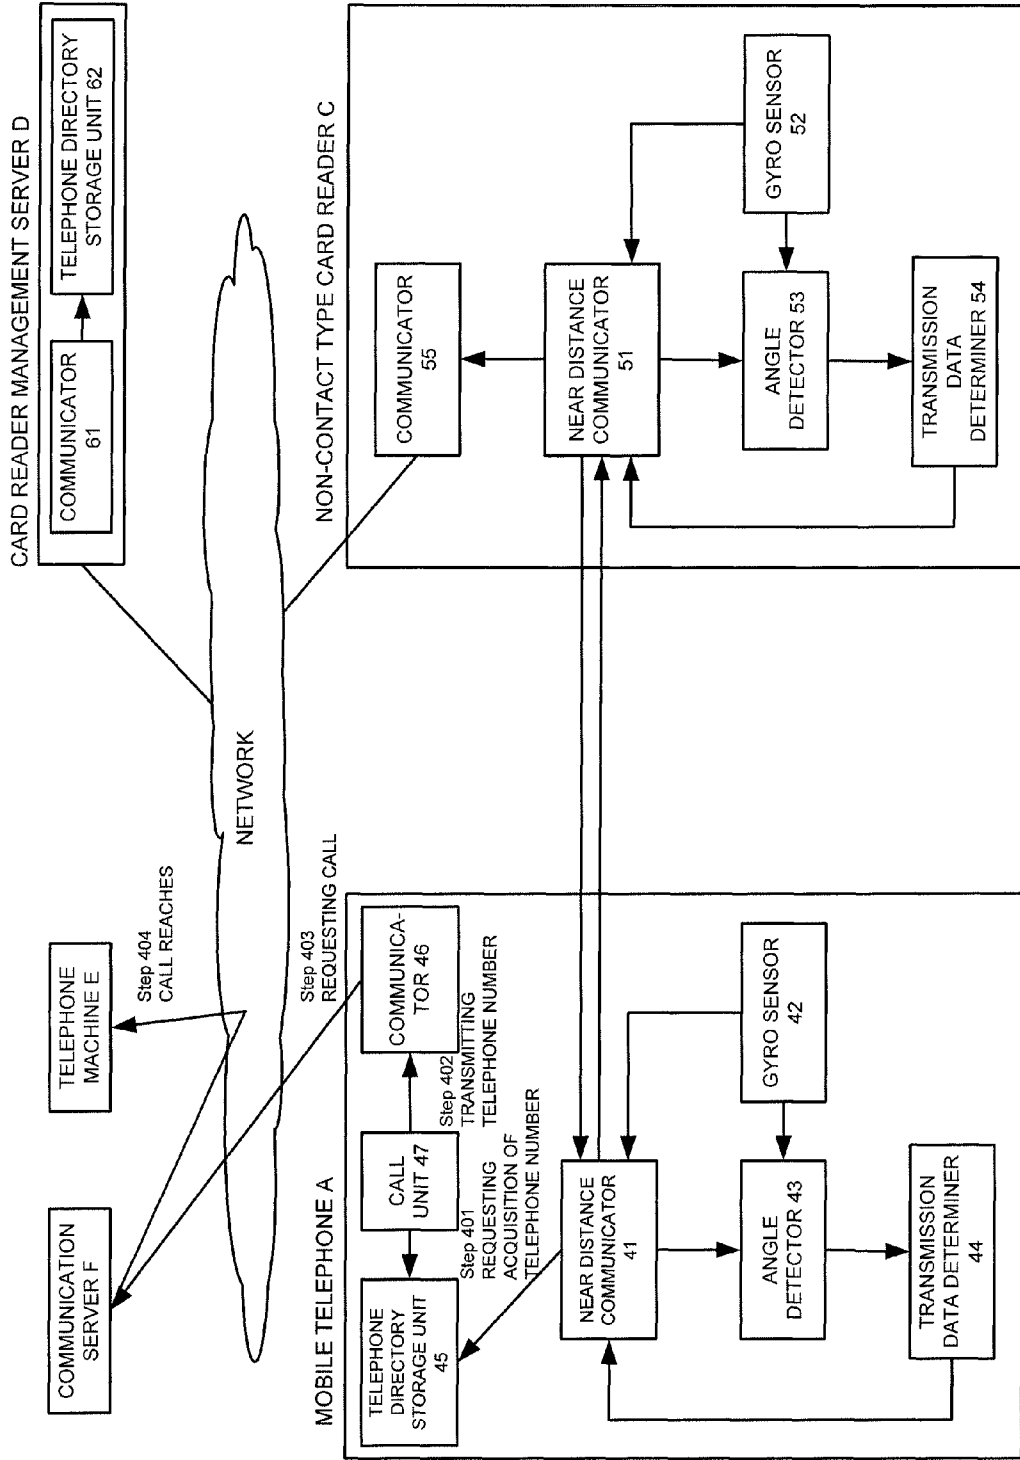 COMMUNICATION
SERVER F
TELEPHONE
MACHINE E
Step 404
CALL REACHES
CARD READER MANAGEMENT SERVER D
COMMUNICATOR
61
TELEPHONE DIRECTORY
STORAGE UNIT 62
NETWORK
Step 403
REQUESTING CALL
MOBILE TELEPHONE A
TELEPHONE
DIRECTORY
STORAGE UNIT
45
CALL
UNIT 47
COMMUNICA-
TOR 46
Step 401
REQUESTING
ACQUISITION OF
TELEPHONE NUMBER
Step 402
TRANSMITTING
TELEPHONE NUMBER
NEAR DISTANCE
COMMUNICATOR
41
GYRO SENSOR
42
ANGLE
DETECTOR 43
TRANSMISSION
DATA DETERMINER
44
NON-CONTACT TYPE CARD READER C
COMMUNICATOR
55
NEAR DISTANCE
COMMUNICATOR
51
GYRO SENSOR
52
ANGLE
DETECTOR 53
TRANSMISSION
DATA
DETERMINER 54